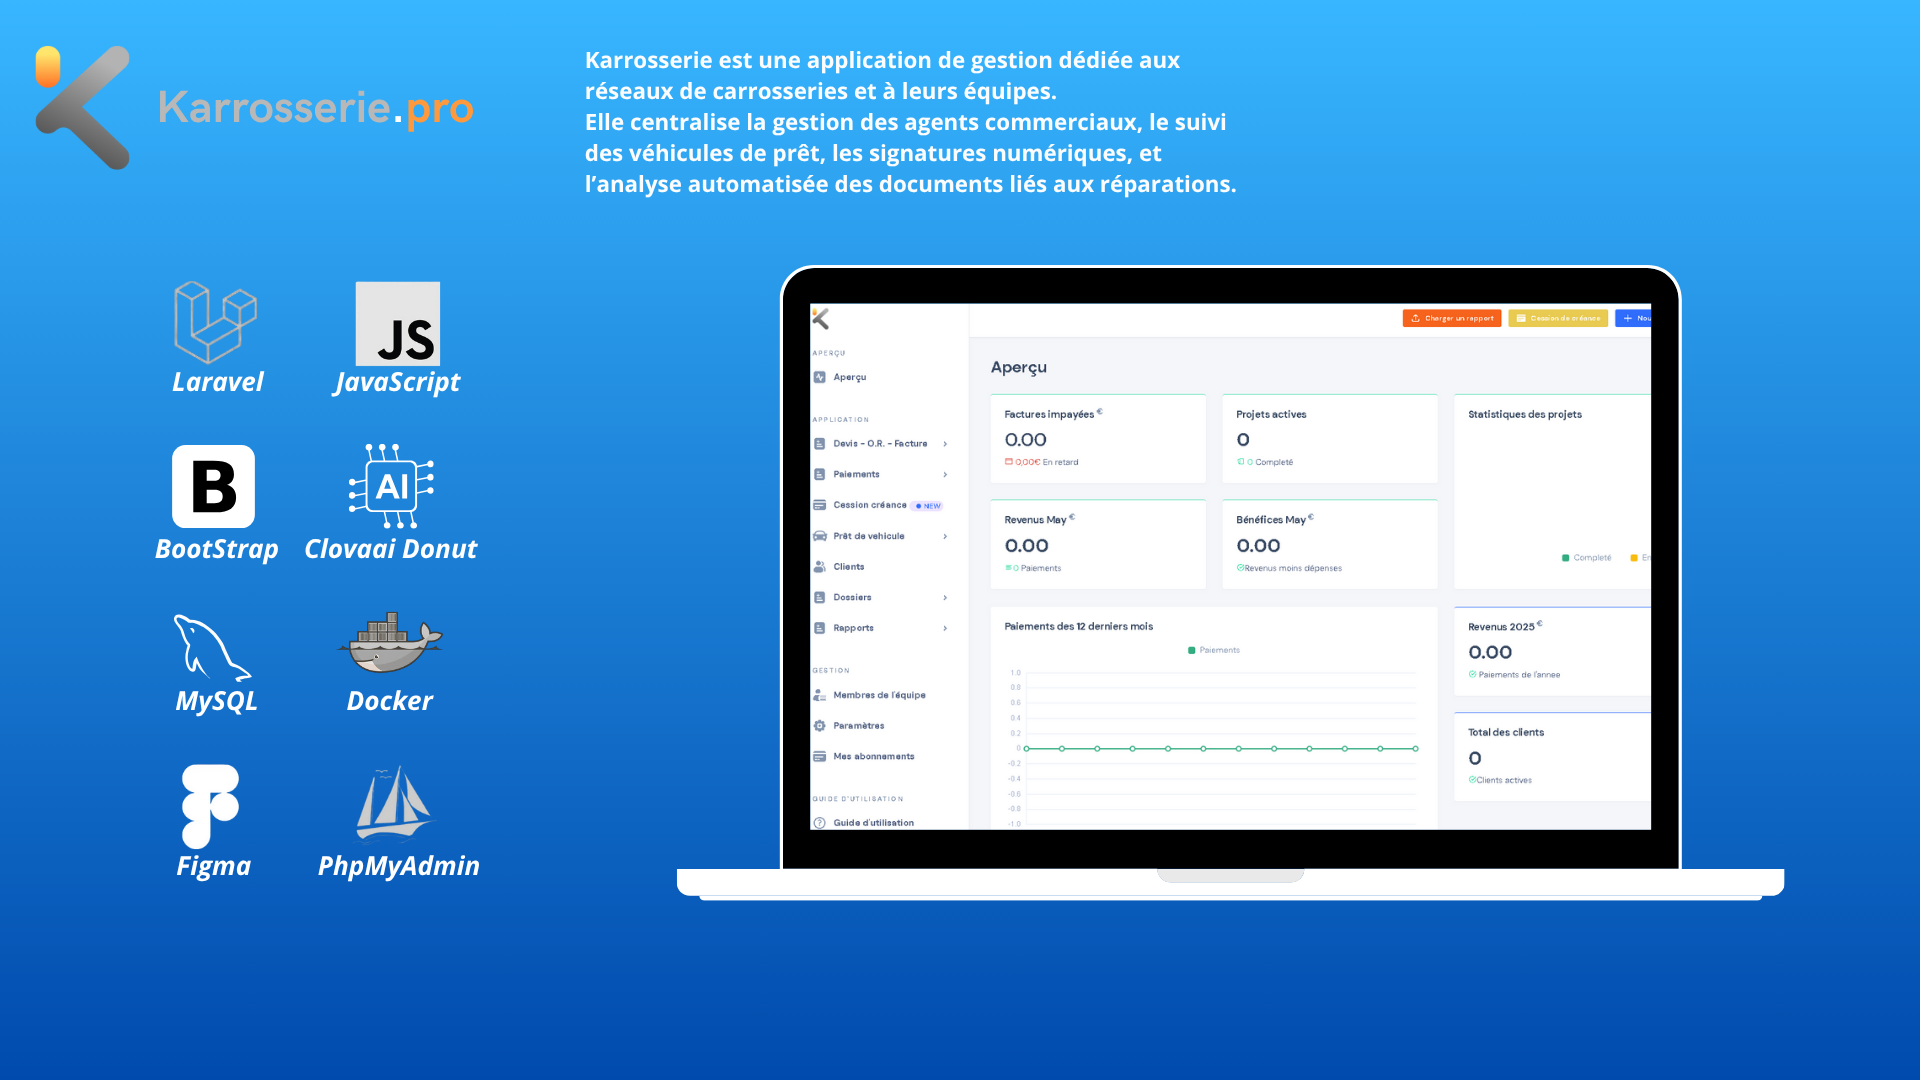 Karrosserie.pro
Karrosserie est une application de gestion dédiée aux
réseaux de carrosseries et à leurs équipes.
Elle centralise la gestion des agents commerciaux, le suivi
des véhicules de prêt, les signatures numériques, et
l’analyse automatisée des documents liés aux réparations.
JS
Laravel
JavaScript
B
AI
BootStrap
Clovaai Donut
MySQL
Docker
Figma
PhpMyAdmin
Charger un rapport
Cession de créance
Nou
APERÇU
Aperçu
APPLICATION
Devis - O.R. - Facture
Paiements
Cession créance NEW
Prêt de vehicule
Clients
Dossiers
Rapports
GESTION
Membres de l'équipe
Paramètres
Mes abonnements
GUIDE D'UTILISATION
Guide d'utilisation
Aperçu
Factures impayées €
0.00
0,00€ En retard
Projets actives
0
0 Completé
Statistiques des projets
Completé
En
Revenus May €
0.00
0 Paiements
Bénéfices May €
0.00
Revenus moins dépenses
Paiements des 12 derniers mois
Paiements
1.0
0.8
0.6
0.4
0.2
0
-0.2
-0.4
-0.6
-0.8
-1.0
Revenus 2025 €
0.00
Paiements de l'annee
Total des clients
0
Clients actives